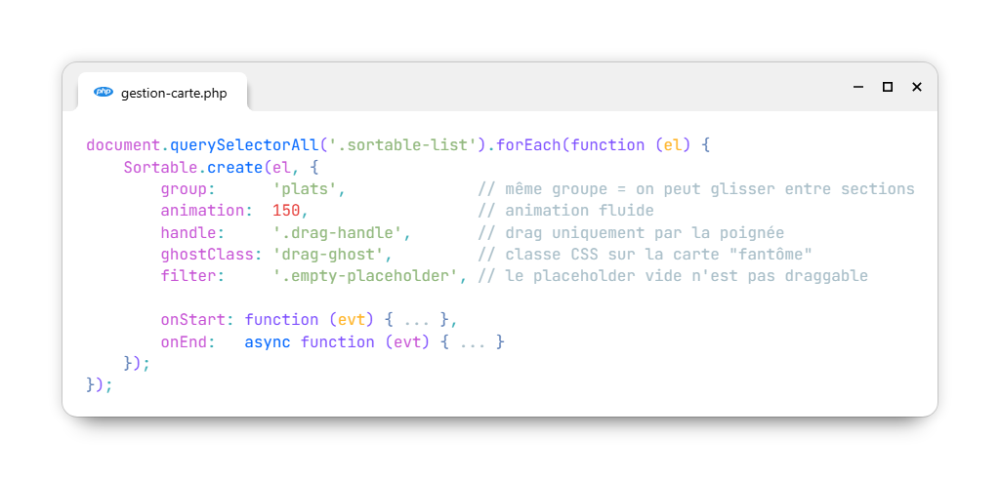 php gestion-carte.php
document.querySelectorAll('.sortable-list').forEach(function (el) {
    Sortable.create(el, {
        group:      'plats',              // même groupe = on peut glisser entre sections
        animation:  150,                  // animation fluide
        handle:     '.drag-handle',       // drag uniquement par la poignée
        ghostClass: 'drag-ghost',         // classe CSS sur la carte "fantôme"
        filter:     '.empty-placeholder', // le placeholder vide n'est pas draggable

        onStart: function (evt) { ... },
        onEnd:   async function (evt) { ... }
    });
});